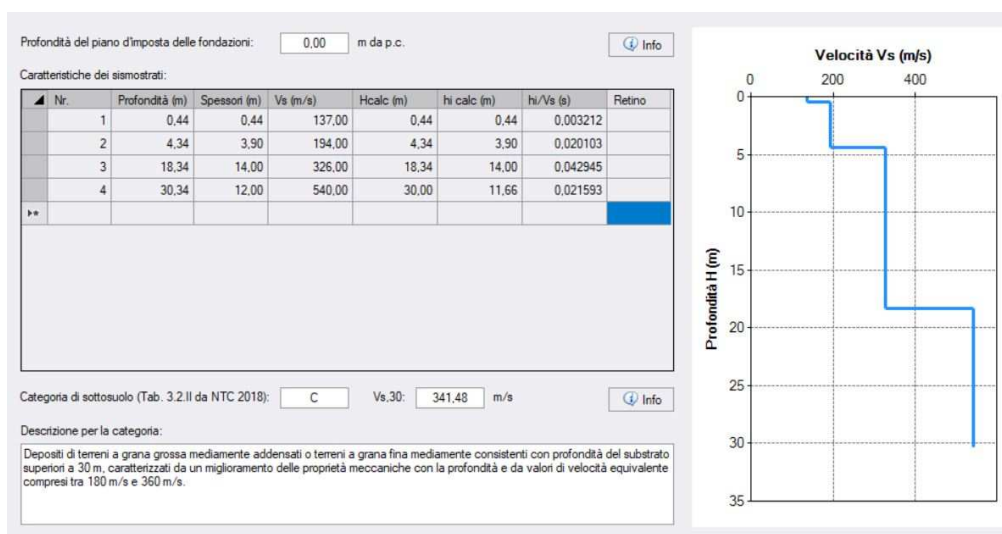 Profondità del piano d'imposta delle fondazioni: 0,00 m da p.c. Info
Caratteristiche dei sismostrati:
Nr. Profondità (m) Spessori (m) Vs (m/s) Hcalc (m) hi calc (m) hi/Vs (s) Retino
1 0,44 0,44 137,00 0,44 0,44 0,003212
2 4,34 3,90 194,00 4,34 3,90 0,020103
3 18,34 14,00 326,00 18,34 14,00 0,042945
4 30,34 12,00 540,00 30,00 11,66 0,021593
Categoria di sottosuolo (Tab. 3.2.II da NTC 2018): C Vs,30: 341,48 m/s Info
Descrizione per la categoria:
Depositi di terreni a grana grossa mediamente addensati o terreni a grana fina mediamente consistenti con profondità del substrato
superiori a 30 m, caratterizzati da un miglioramento delle proprietà meccaniche con la profondità e da valori di velocità equivalente
compresi tra 180 m/s e 360 m/s.
Velocità Vs (m/s)
0 200 400
0
5
10
15
20
25
30
35
Profondità H (m)